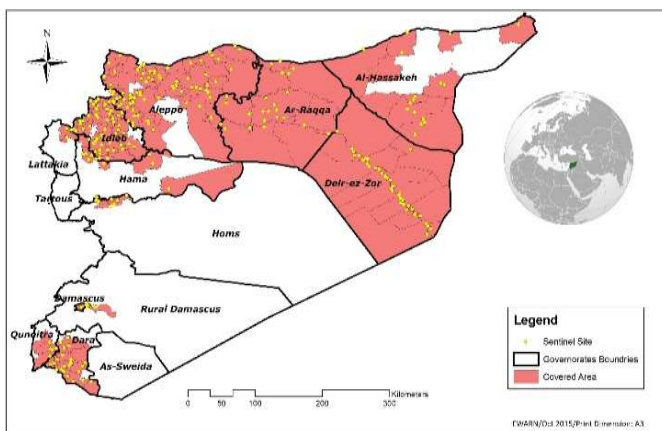 N
Al-Hassakeh
Aleppo
Ar-Raqqa
Idleb
Lattakia
Hama
Deir-ez-Zor
Tartous
Homs
Damascus
Rural Damascus
Qunaitra
Dara
As-Sweida
Legend
Sentinel Site
Governorates Boundries
Covered Area
0 50 100 200 300
Kilometers
EWARN/Oct 2015/Print Dimension: A3